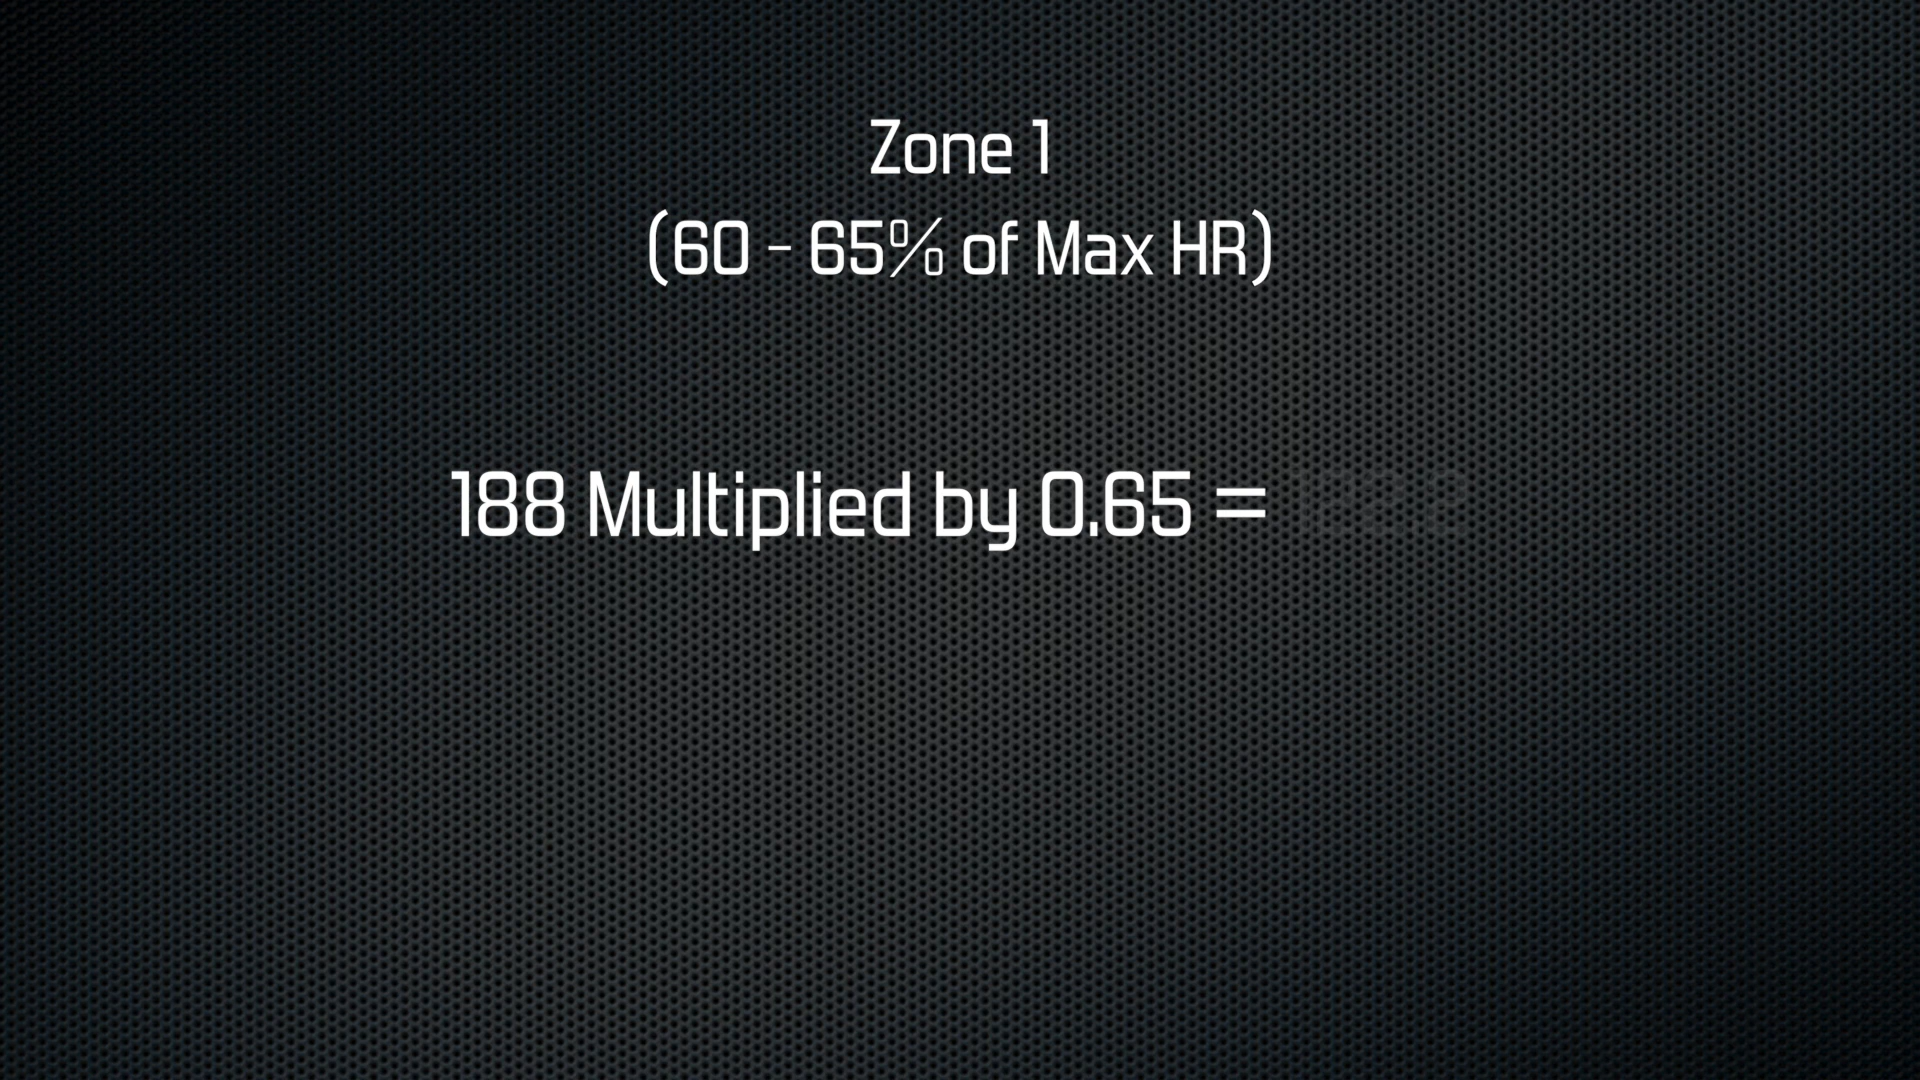 Zone 1
(60 - 65% of Max HR)
188 Multiplied by 0.65 =